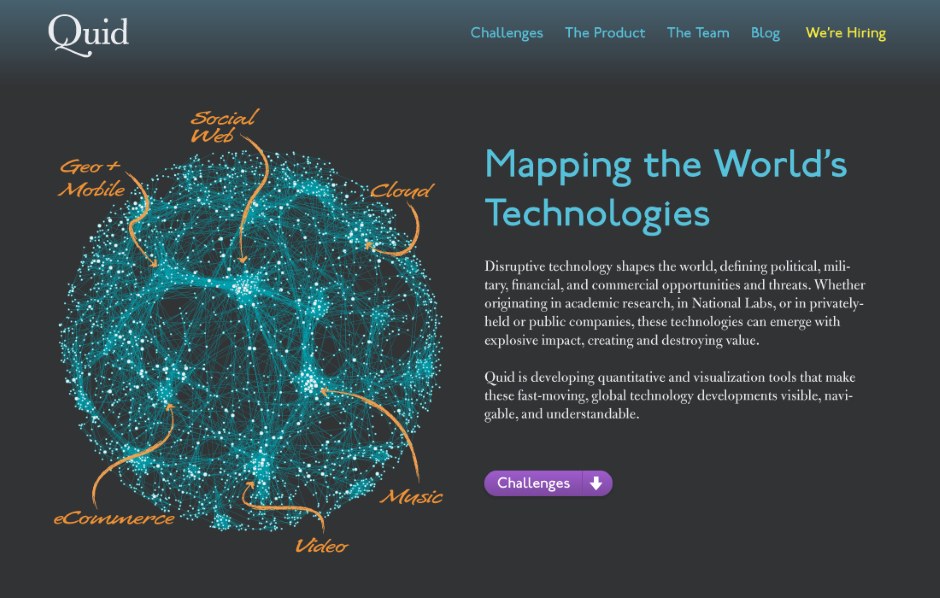 Quid
Challenges The Product The Team Blog We're Hiring
Social
Web
Geo +
Mobile
Cloud
Music
eCommerce
Video
Mapping the World's
Technologies
Disruptive technology shapes the world, defining political, mili-
tary, financial, and commercial opportunities and threats. Whether
originating in academic research, in National Labs, or in privately-
held or public companies, these technologies can emerge with
explosive impact, creating and destroying value.
Quid is developing quantitative and visualization tools that make
these fast-moving, global technology developments visible, navi-
gable, and understandable.
Challenges